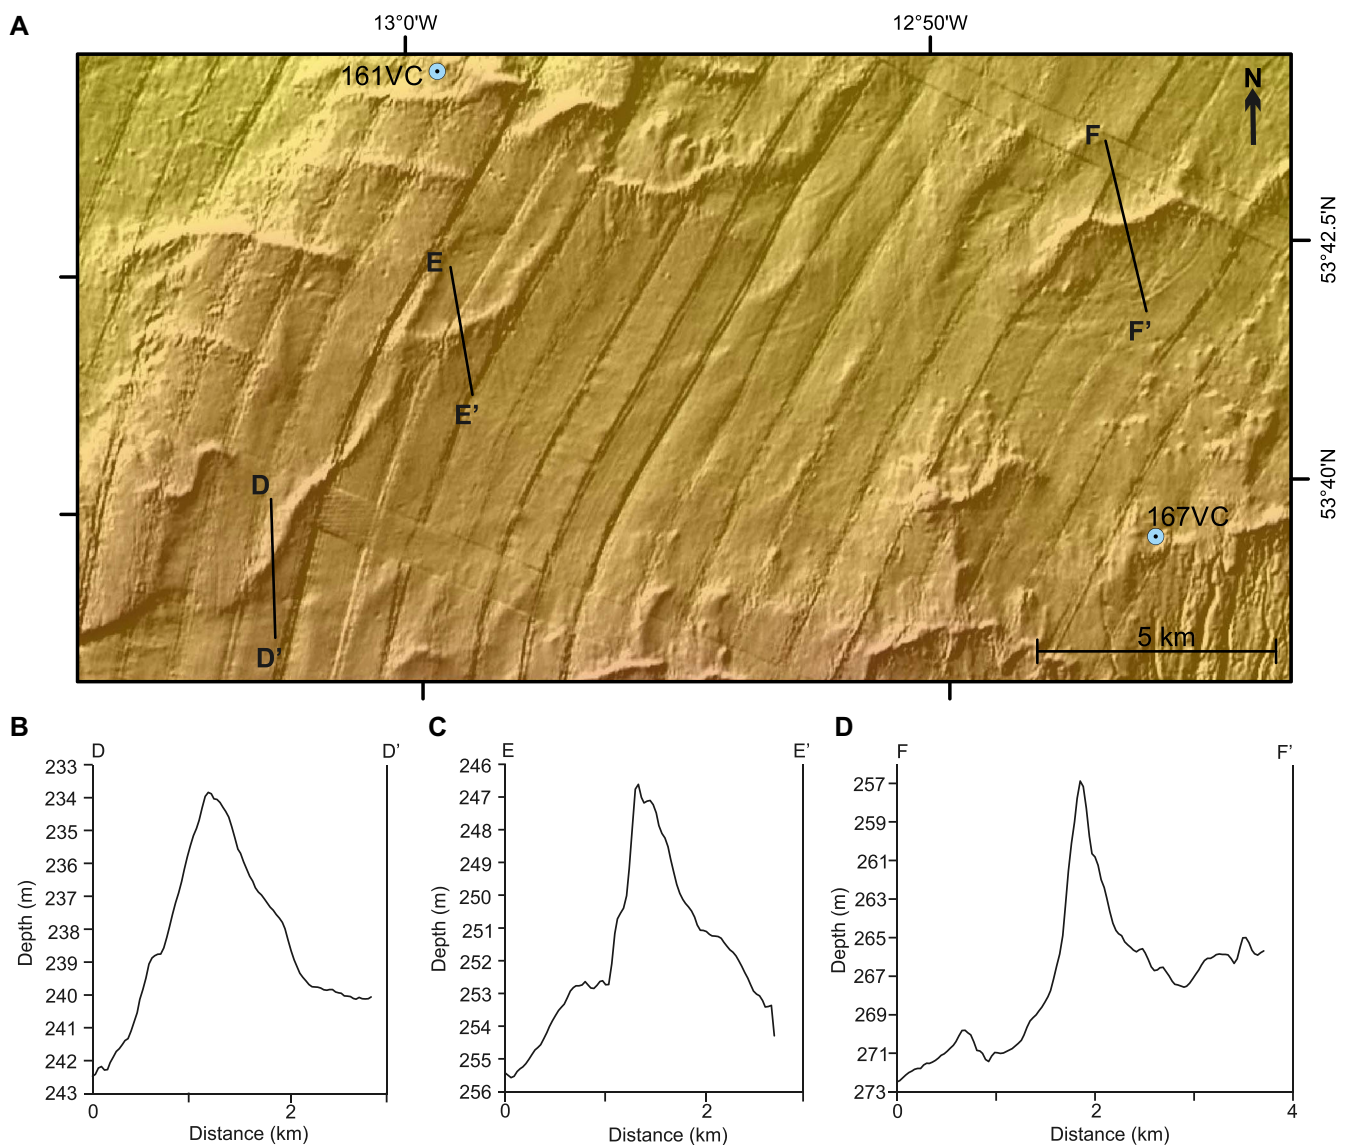 A
13°0'W
12°50'W
161VC
N
F
53°42.5'N
E
F’
E’
D
53°40'N
167VC
5 km
D’
B
C
D
D
D’
E
E’
F
F’
233
234
235
236
237
238
239
240
241
242
243
Depth (m)
0
2
Distance (km)
246
247
248
249
250
251
252
253
254
255
256
Depth (m)
0
2
Distance (km)
257
259
261
263
265
267
269
271
273
Depth (m)
0
2
4
Distance (km)